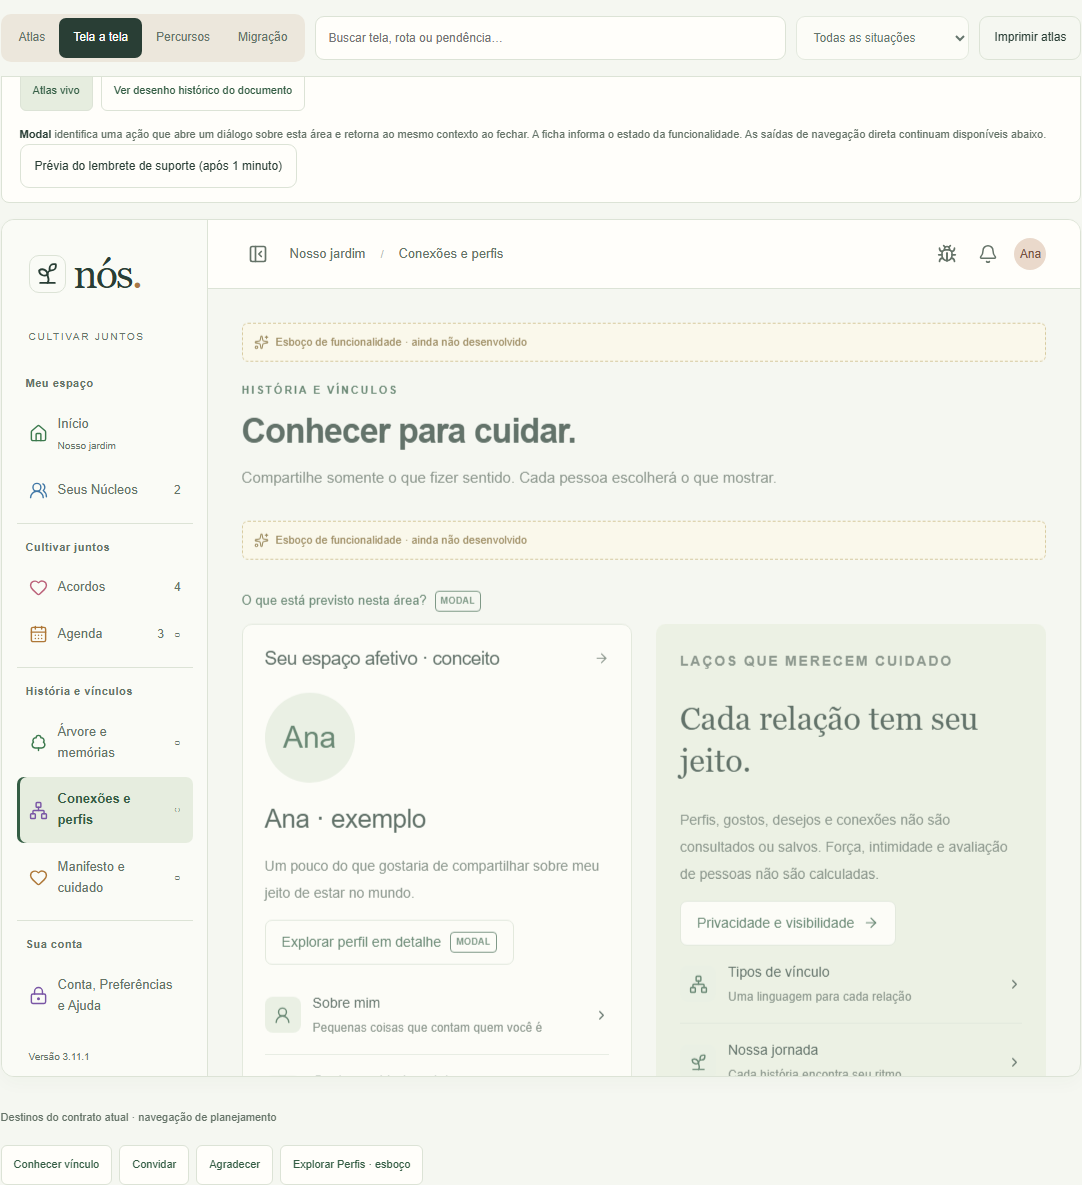 Atlas
Tela a tela
Percursos
Migração
Buscar tela, rota ou pendência...
Todas as situações
Imprimir atlas
Atlas vivo
Ver desenho histórico do documento
Modal identifica uma ação que abre um diálogo sobre esta área e retorna ao mesmo contexto ao fechar. A ficha informa o estado da funcionalidade. As saídas de navegação direta continuam disponíveis abaixo.
Prévia do lembrete de suporte (após 1 minuto)
nós.
CULTIVAR JUNTOS
Meu espaço
Início
Nosso jardim
Seus Núcleos 2
Cultivar juntos
Acordos 4
Agenda 3
História e vínculos
Árvore e
memórias
Conexões e
perfis
Manifesto e
cuidado
Sua conta
Conta, Preferências
e Ajuda
Versão 3.11.1
Nosso jardim / Conexões e perfis
Ana
Esboço de funcionalidade · ainda não desenvolvido
HISTÓRIA E VÍNCULOS
Conhecer para cuidar.
Compartilhe somente o que fizer sentido. Cada pessoa escolherá o que mostrar.
Esboço de funcionalidade · ainda não desenvolvido
O que está previsto nesta área? MODAL
Seu espaço afetivo · conceito
Ana
Ana · exemplo
Um pouco do que gostaria de compartilhar sobre meu
jeito de estar no mundo.
Explorar perfil em detalhe MODAL
Sobre mim
Pequenas coisas que contam quem você é
LAÇOS QUE MERECEM CUIDADO
Cada relação tem seu
jeito.
Perfis, gostos, desejos e conexões não são
consultados ou salvos. Força, intimidade e avaliação
de pessoas não são calculadas.
Privacidade e visibilidade
Tipos de vínculo
Uma linguagem para cada relação
Nossa jornada
Cada história encontra seu ritmo
Destinos do contrato atual · navegação de planejamento
Conhecer vínculo
Convidar
Agradecer
Explorar Perfis · esboço